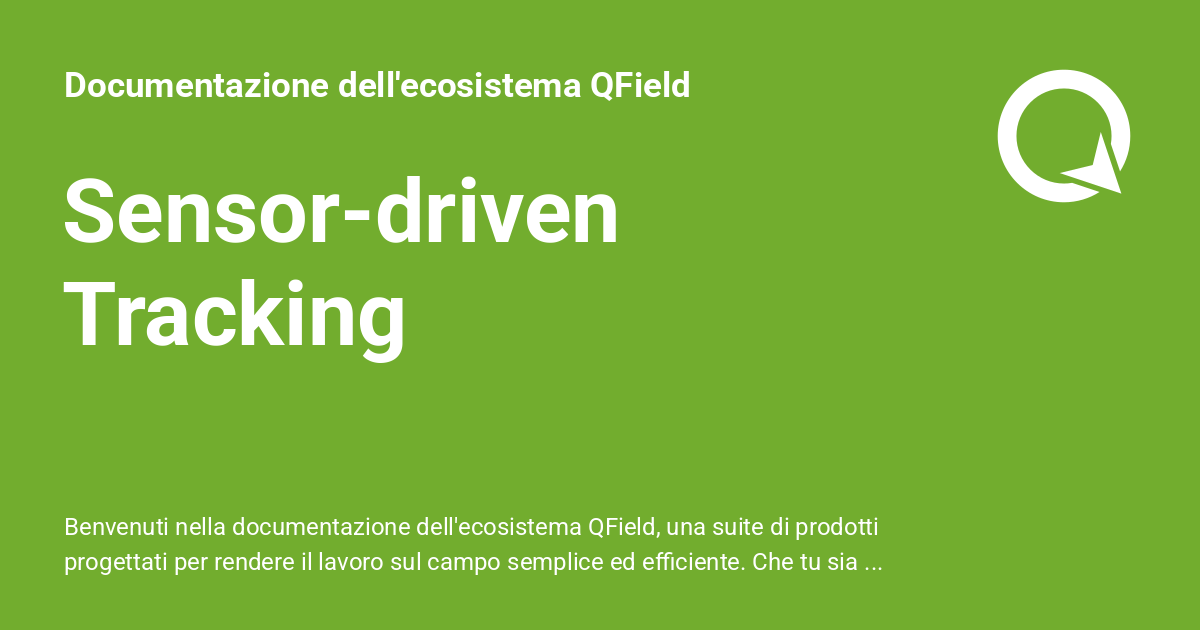 Documentazione dell'ecosistema QField
Sensor-driven
Tracking
Benvenuti nella documentazione dell'ecosistema QField, una suite di prodotti
progettati per rendere il lavoro sul campo semplice ed efficiente. Che tu sia ...